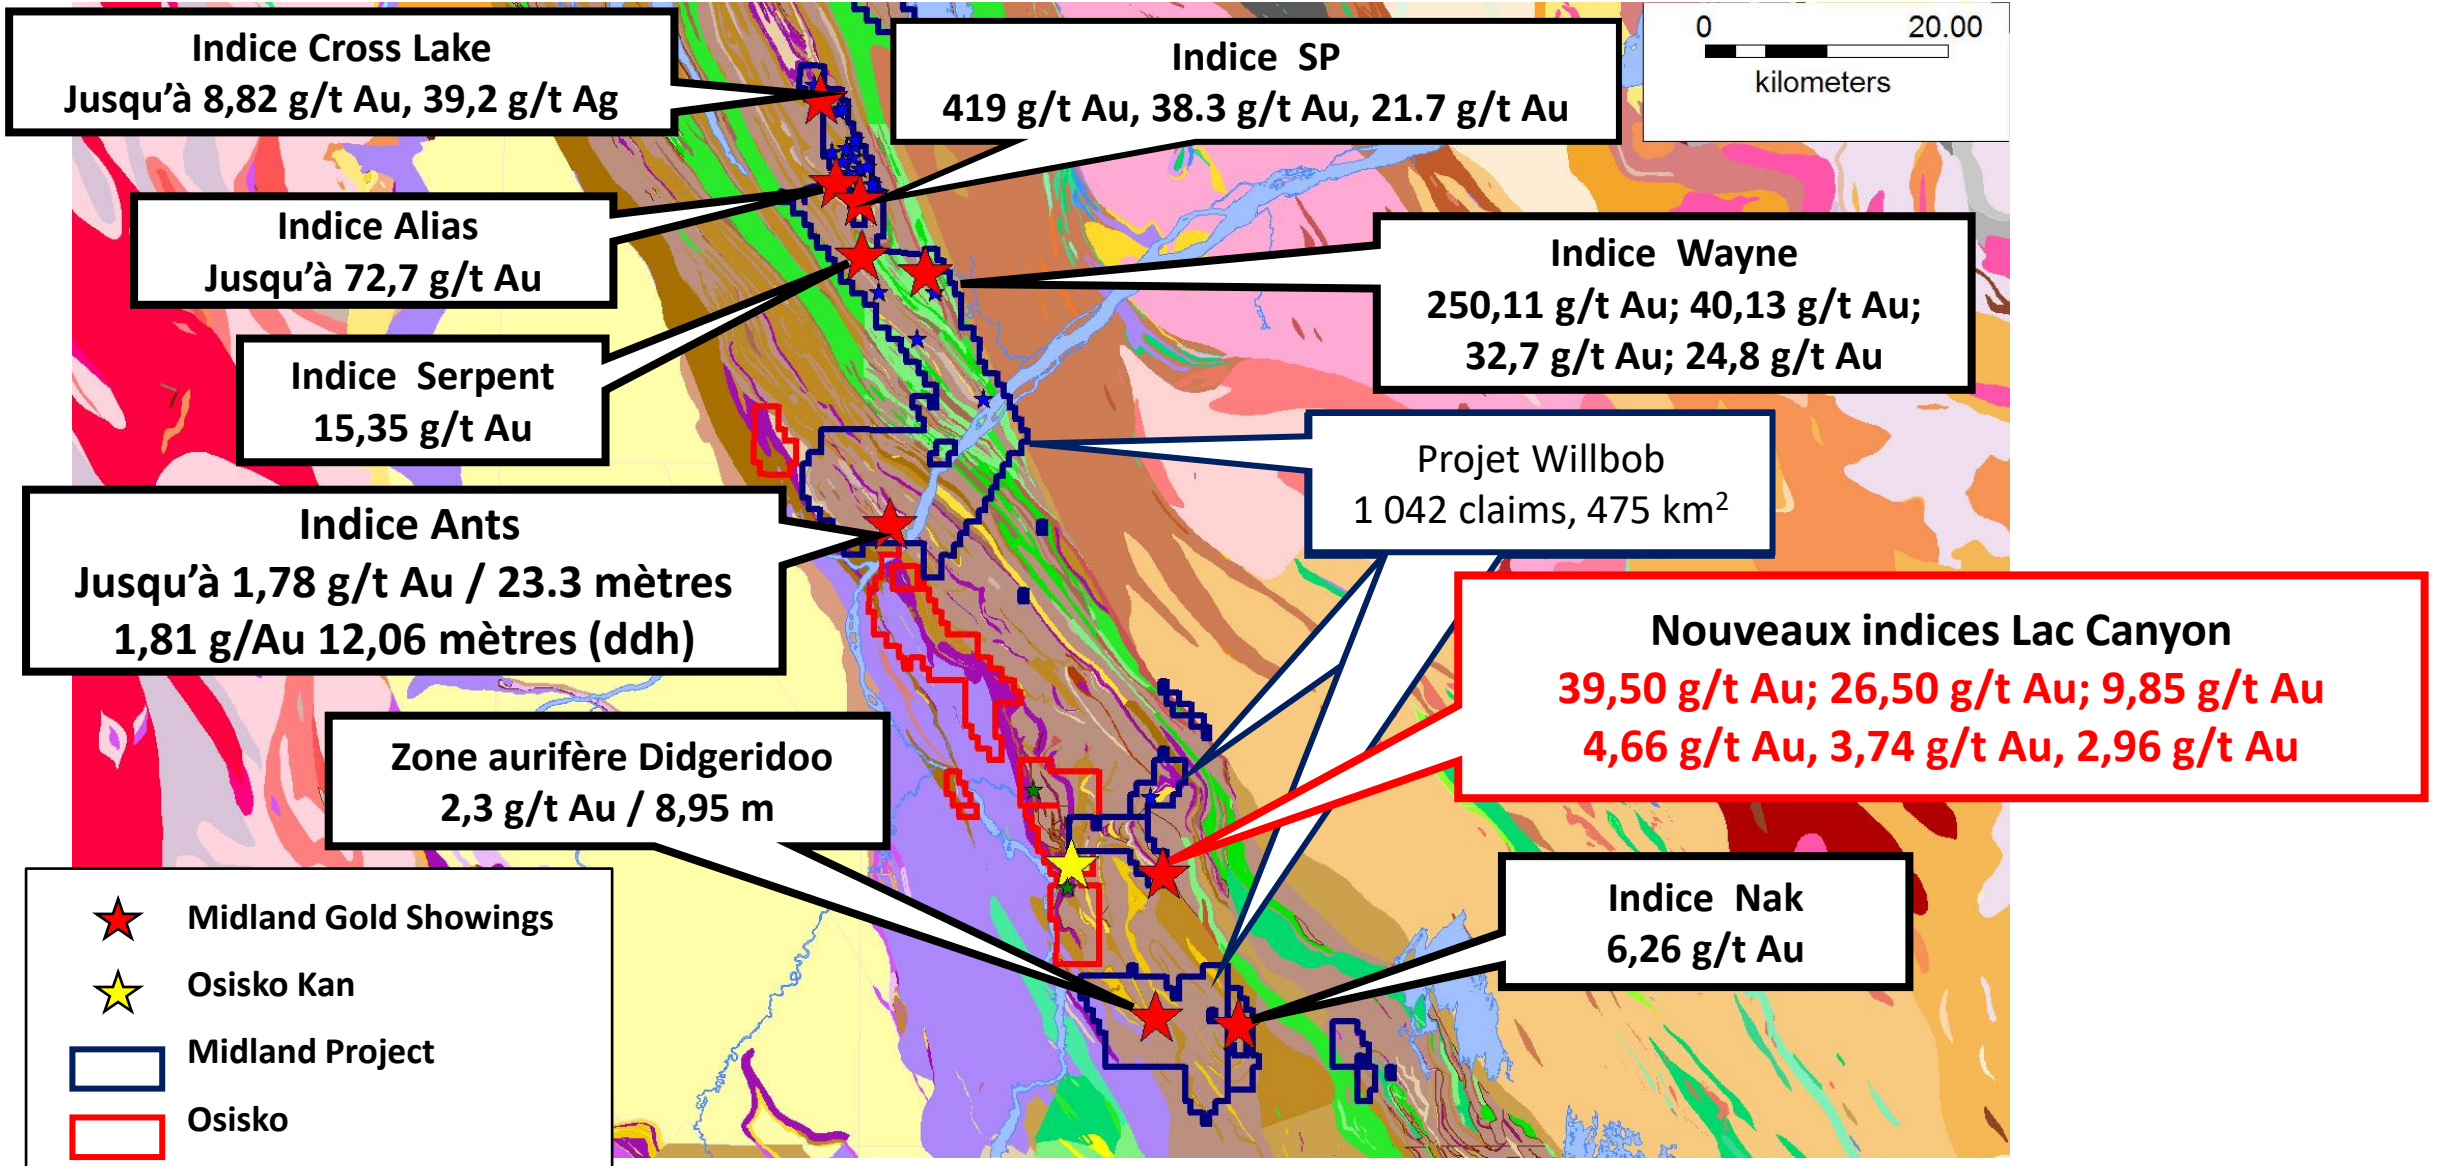 Indice Cross Lake
Jusqu’à 8,82 g/t Au, 39,2 g/t Ag
Indice SP
419 g/t Au, 38.3 g/t Au, 21.7 g/t Au
0 20.00
kilometers
Indice Alias
Jusqu’à 72,7 g/t Au
Indice Wayne
250,11 g/t Au; 40,13 g/t Au;
32,7 g/t Au; 24,8 g/t Au
Indice Serpent
15,35 g/t Au
Projet Willbob
1 042 claims, 475 km²
Indice Ants
Jusqu’à 1,78 g/t Au / 23.3 mètres
1,81 g/Au 12,06 mètres (ddh)
Nouveaux indices Lac Canyon
39,50 g/t Au; 26,50 g/t Au; 9,85 g/t Au
4,66 g/t Au, 3,74 g/t Au, 2,96 g/t Au
Zone aurifère Didgeridoo
2,3 g/t Au / 8,95 m
Indice Nak
6,26 g/t Au
Midland Gold Showings
Osisko Kan
Midland Project
Osisko